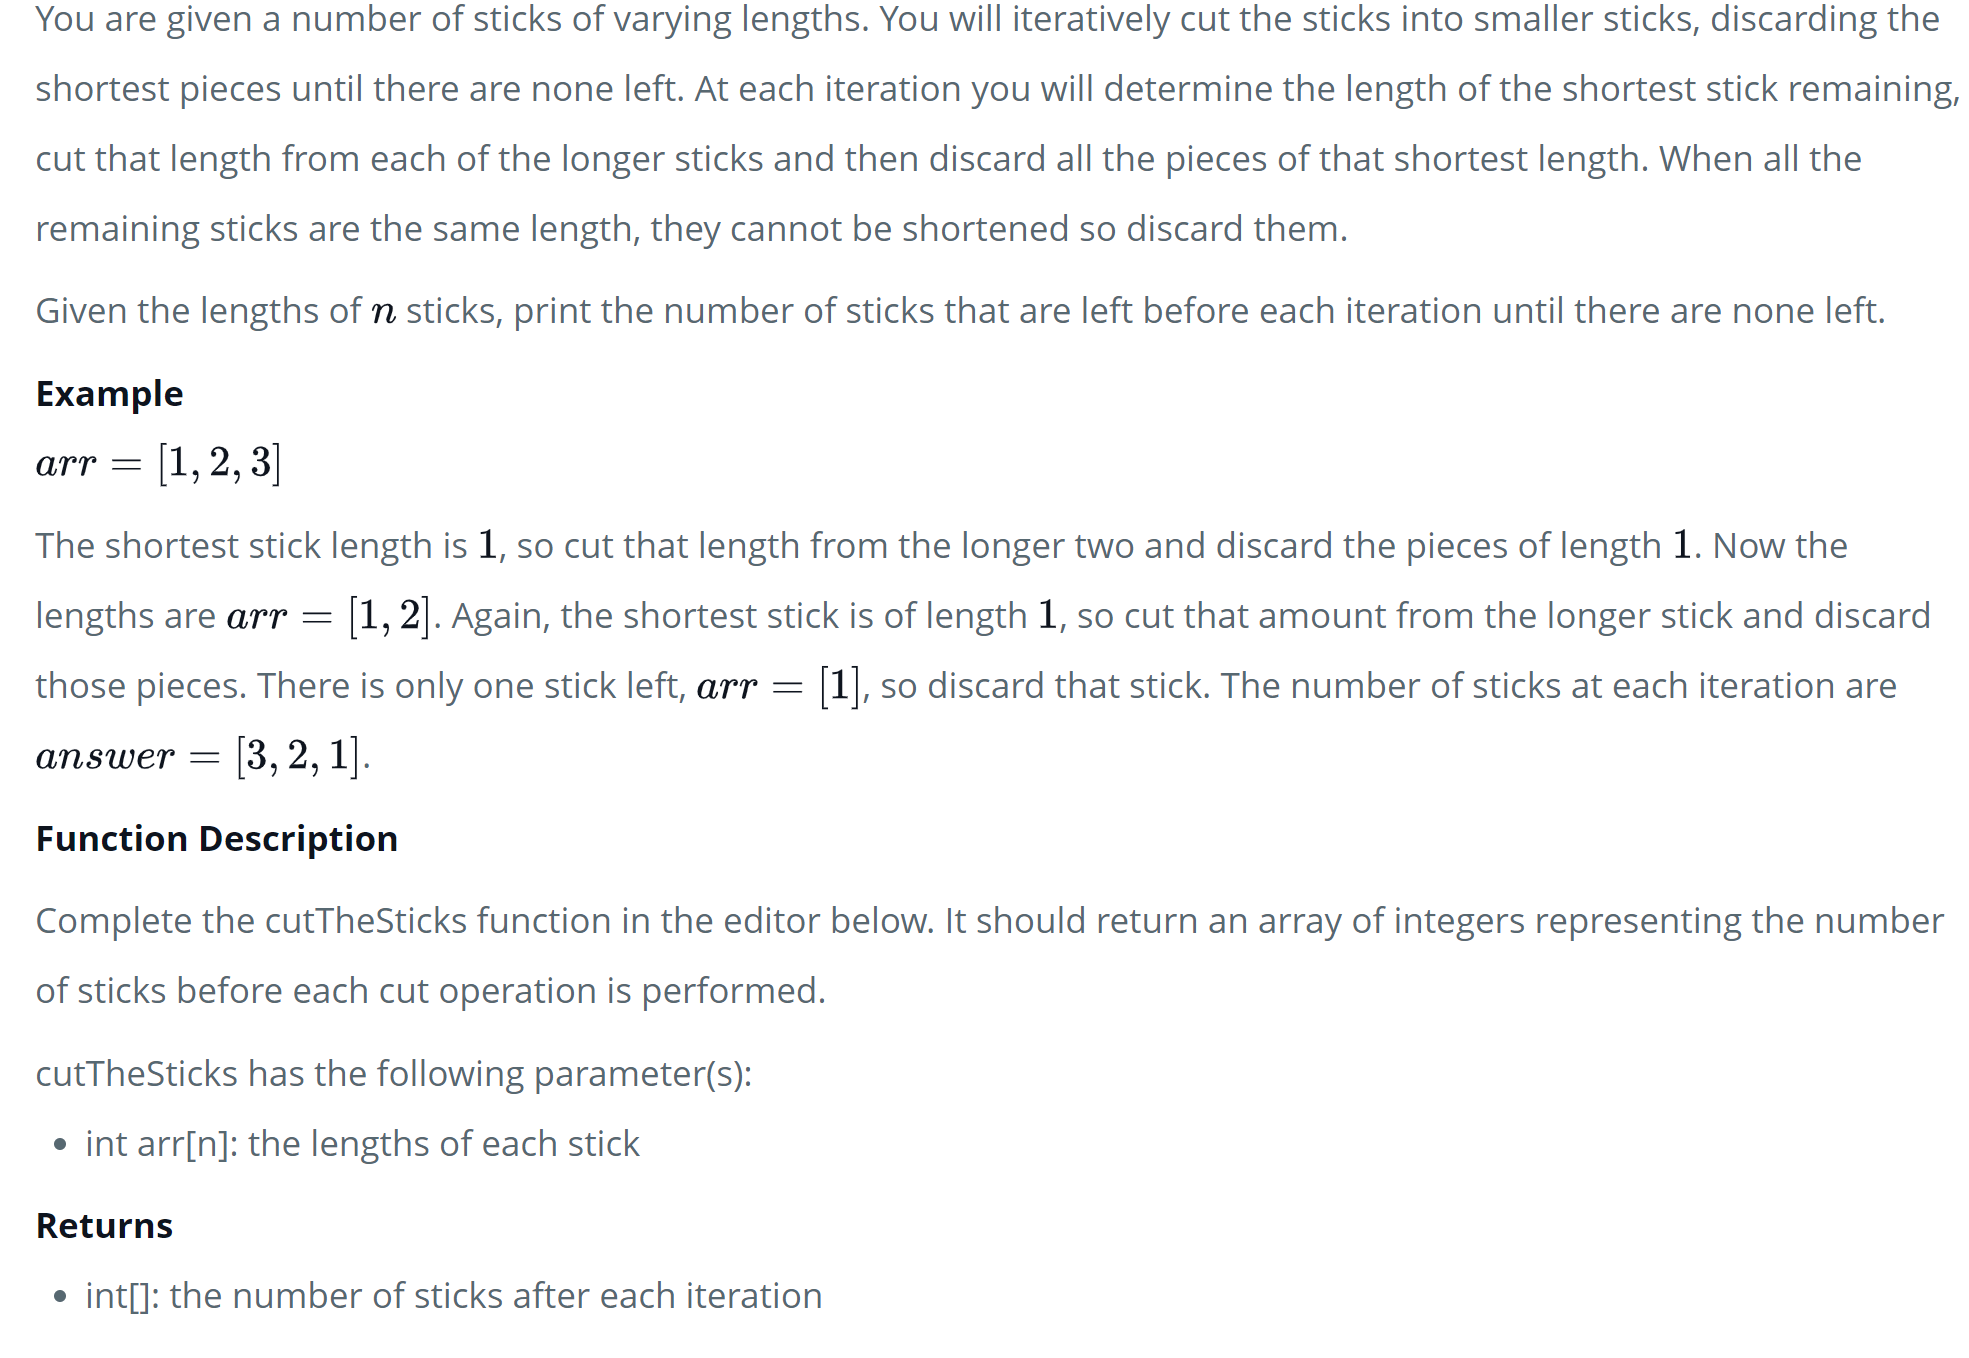 You are given a number of sticks of varying lengths. You will iteratively cut the sticks into smaller sticks, discarding the
shortest pieces until there are none left. At each iteration you will determine the length of the shortest stick remaining,
cut that length from each of the longer sticks and then discard all the pieces of that shortest length. When all the
remaining sticks are the same length, they cannot be shortened so discard them.
Given the lengths of n sticks, print the number of sticks that are left before each iteration until there are none left.
Example
arr = [1, 2, 3]
The shortest stick length is 1, so cut that length from the longer two and discard the pieces of length 1. Now the
lengths are arr = [1, 2]. Again, the shortest stick is of length 1, so cut that amount from the longer stick and discard
those pieces. There is only one stick left, arr = [1], so discard that stick. The number of sticks at each iteration are
answer = [3, 2, 1].
Function Description
Complete the cutTheSticks function in the editor below. It should return an array of integers representing the number
of sticks before each cut operation is performed.
cutTheSticks has the following parameter(s):
• int arr[n]: the lengths of each stick
Returns
• int[]: the number of sticks after each iteration